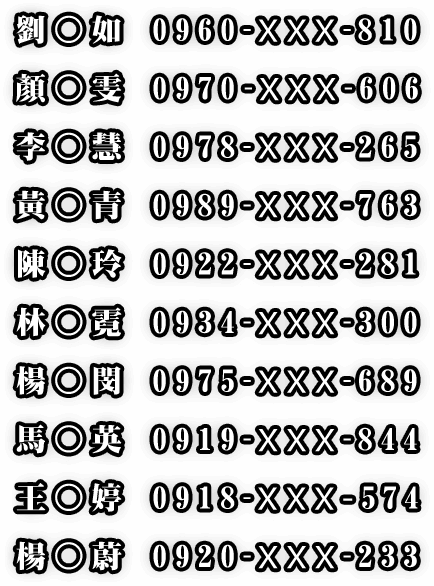 劉◎如 0960-XXX-810
顏◎雯 0970-XXX-606
李◎慧 0978-XXX-265
黃◎青 0989-XXX-763
陳◎玲 0922-XXX-281
林◎霓 0934-XXX-300
楊◎閔 0975-XXX-689
馬◎英 0919-XXX-844
王◎婷 0918-XXX-574
楊◎蔚 0920-XXX-233